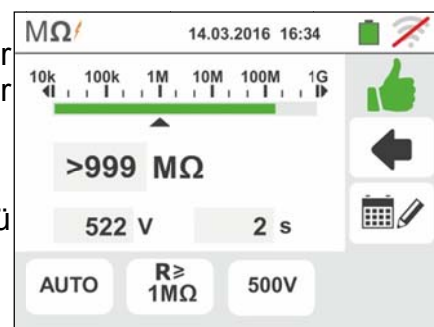 MΩ 14.03.2016 16:34
r
10k 100k 1M 10M 100M 1G
r
>999 MΩ
ü
522 V 2 s
AUTO R≥ 1MΩ 500V